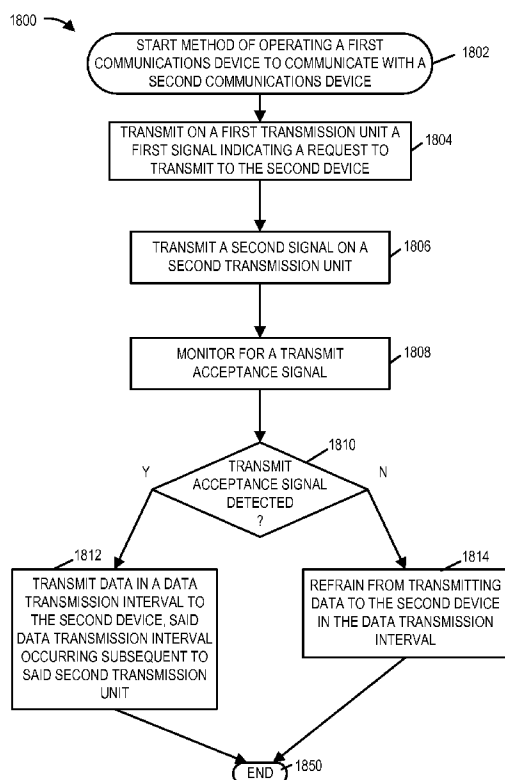 1800
START METHOD OF OPERATING A FIRST
COMMUNICATIONS DEVICE TO COMMUNICATE WITH A
SECOND COMMUNICATIONS DEVICE
1802
TRANSMIT ON A FIRST TRANSMISSION UNIT A
FIRST SIGNAL INDICATING A REQUEST TO
TRANSMIT TO THE SECOND DEVICE
1804
TRANSMIT A SECOND SIGNAL ON A
SECOND TRANSMISSION UNIT
1806
MONITOR FOR A TRANSMIT
ACCEPTANCE SIGNAL
1808
1810
TRANSMIT
ACCEPTANCE SIGNAL
DETECTED
?
Y
N
1812
TRANSMIT DATA IN A DATA
TRANSMISSION INTERVAL TO
THE SECOND DEVICE, SAID
DATA TRANSMISSION INTERVAL
OCCURRING SUBSEQUENT TO
SAID SECOND TRANSMISSION
UNIT
1814
REFRAIN FROM TRANSMITTING
DATA TO THE SECOND DEVICE
IN THE DATA TRANSMISSION
INTERVAL
END
1850